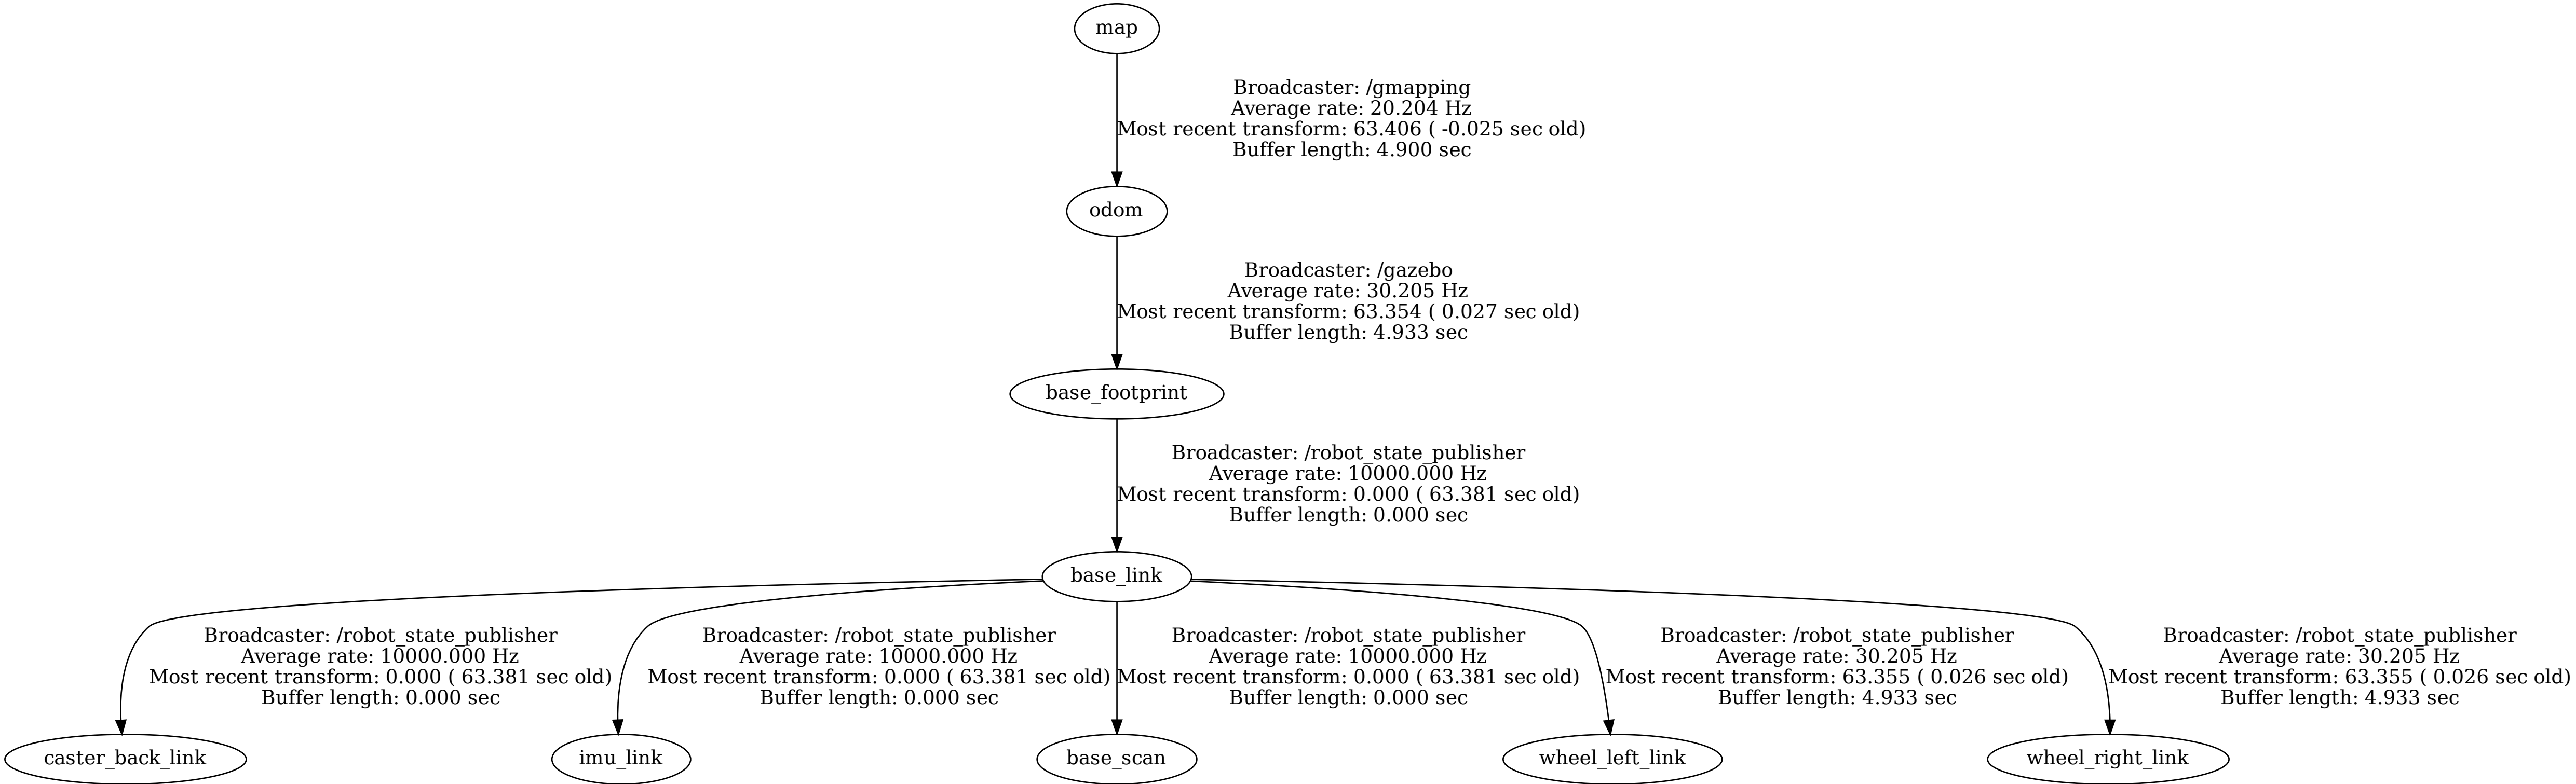 map
Broadcaster: /gmapping
Average rate: 20.204 Hz
Most recent transform: 63.406 ( -0.025 sec old)
Buffer length: 4.900 sec
odom
Broadcaster: /gazebo
Average rate: 30.205 Hz
Most recent transform: 63.354 ( 0.027 sec old)
Buffer length: 4.933 sec
base_footprint
Broadcaster: /robot_state_publisher
Average rate: 10000.000 Hz
Most recent transform: 0.000 ( 63.381 sec old)
Buffer length: 0.000 sec
base_link
Broadcaster: /robot_state_publisher
Average rate: 10000.000 Hz
Most recent transform: 0.000 ( 63.381 sec old)
Buffer length: 0.000 sec
Broadcaster: /robot_state_publisher
Average rate: 10000.000 Hz
Most recent transform: 0.000 ( 63.381 sec old)
Buffer length: 0.000 sec
Broadcaster: /robot_state_publisher
Average rate: 10000.000 Hz
Most recent transform: 0.000 ( 63.381 sec old)
Buffer length: 0.000 sec
Broadcaster: /robot_state_publisher
Average rate: 30.205 Hz
Most recent transform: 63.355 ( 0.026 sec old)
Buffer length: 4.933 sec
Broadcaster: /robot_state_publisher
Average rate: 30.205 Hz
Most recent transform: 63.355 ( 0.026 sec old)
Buffer length: 4.933 sec
caster_back_link
imu_link
base_scan
wheel_left_link
wheel_right_link